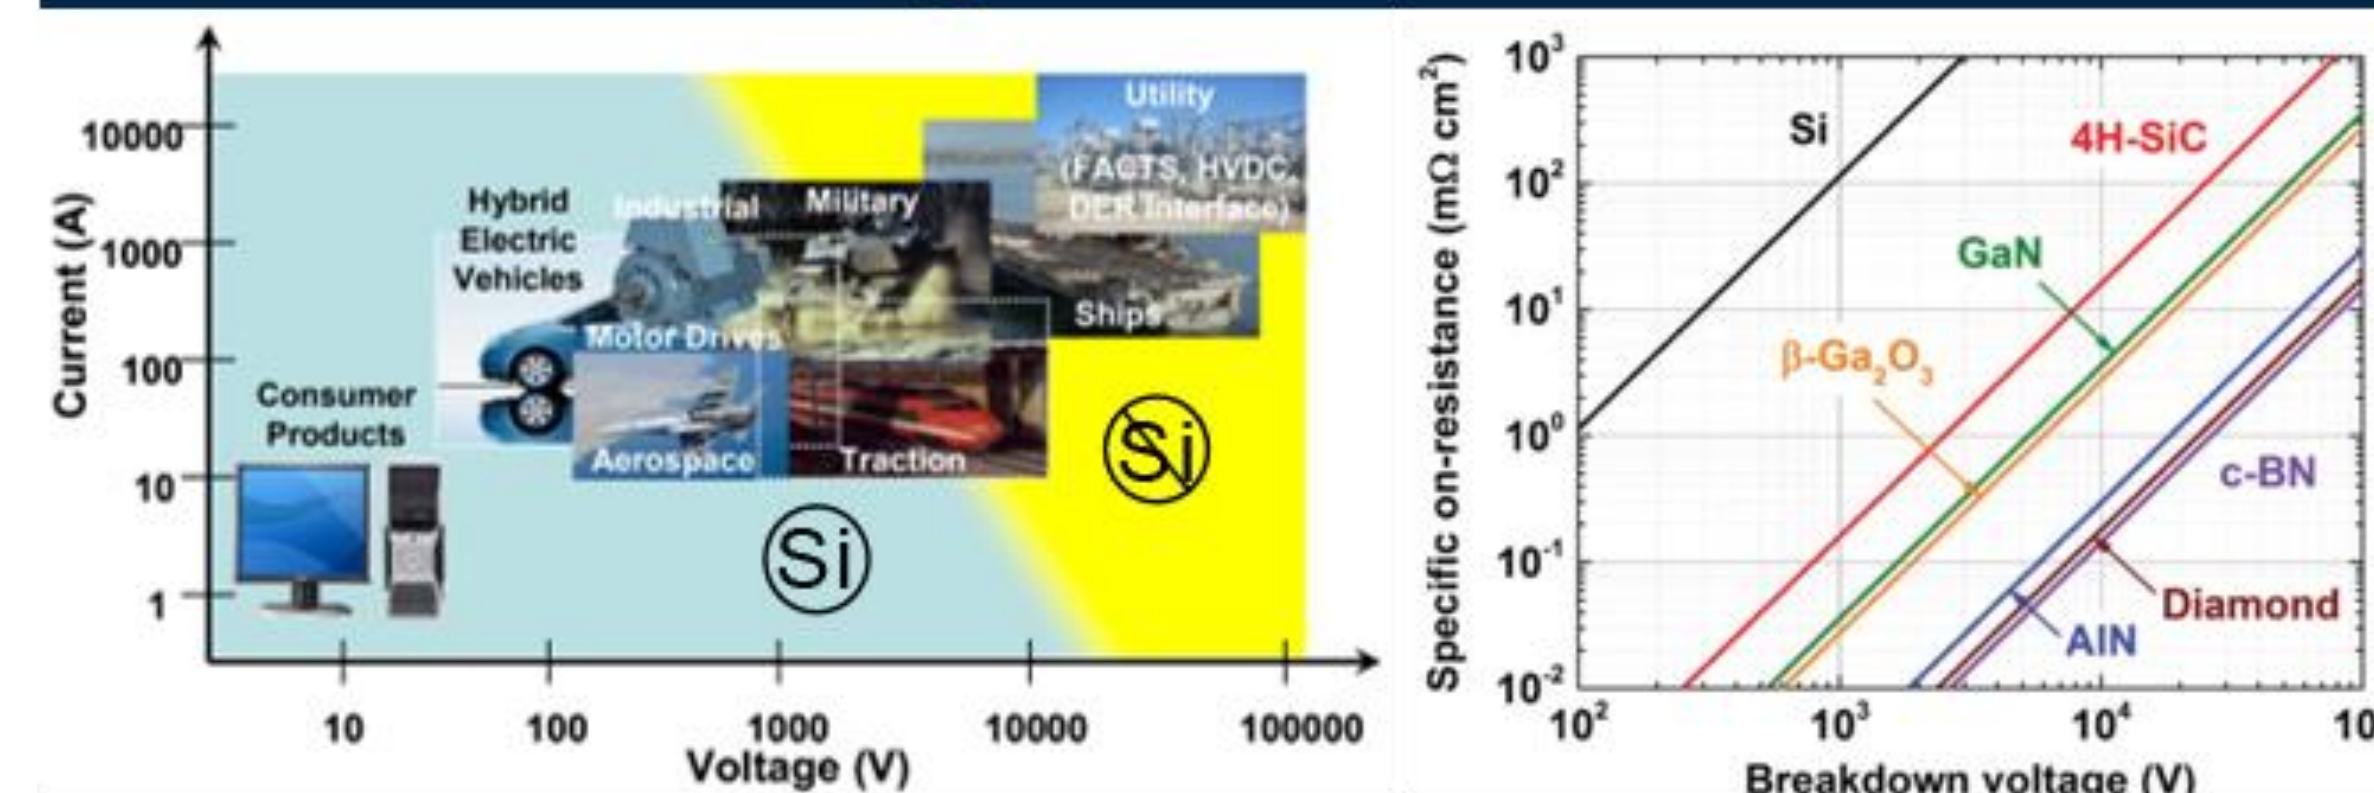 Current (A)
10000
1000
100
10
1
Hybrid
Electric
Vehicles
Industrial
Military
Utility
(FACTS, HVDC,
DER Interface)
Ships
Motor Drives
Consumer
Products
Aerospace
Traction
Si
Si
10
100
1000
10000
100000
Voltage (V)
Specific on-resistance (mΩ cm²)
10³
10²
10¹
10⁰
10⁻¹
10⁻²
Si
4H-SiC
GaN
β-Ga₂O₃
c-BN
Diamond
AlN
10²
10³
10⁴
10
Breakdown voltage (V)